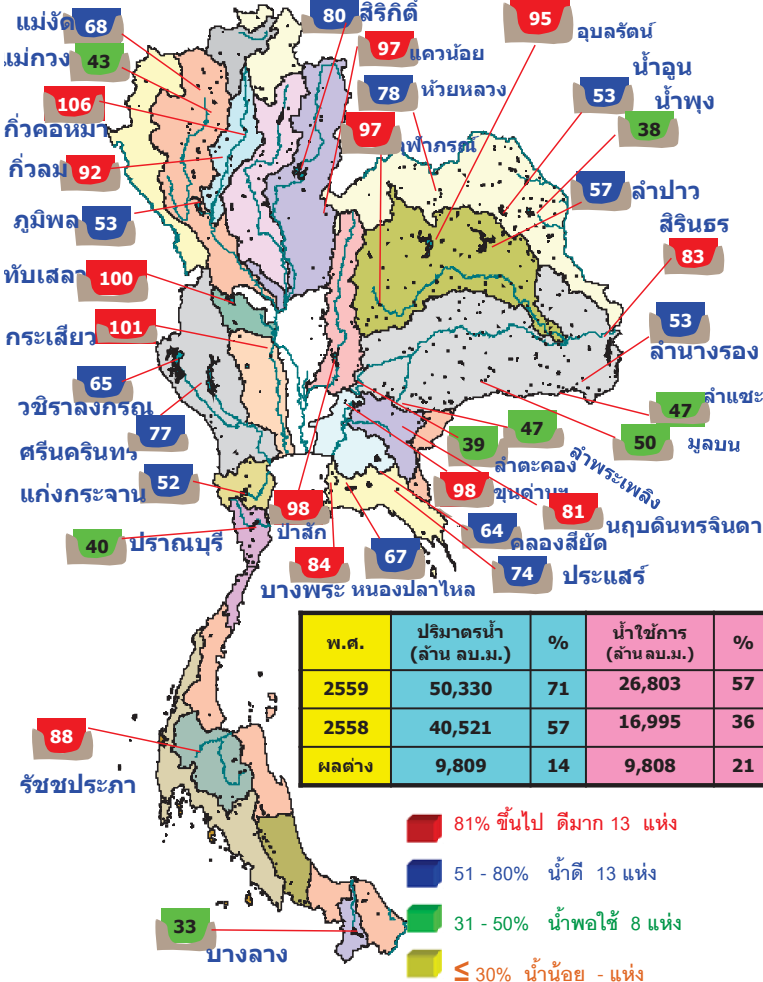 80 สิริกิติ์
95
แม่งัด 68
อุบลรัตน์
97 แควน้อย
แม่กวง 43
น้ำอูน
78 ห้วยหลวง
53 น้ำพุง
106
97
38
กิ่วคอหมา
ฬาภรณ์
กิ่วลม 92
57 ลำปาว
ภูมิพล 53
สิรินธร
83
ทับเสลา 100
53
กระเสียว 101
ลำนางรอง
65
47 ลำแชะ
วชิราลงกรณ
77
47
39
50 มูลบน
ศรีนครินทร์
ลำตะคอง
ลำพระเพลิง
แก่งกระจาน 52
98 ขุนด่านฯ
98
81 นฤบดินทรจินดา
ป่าสัก
64
คลองสียัด
40 ปราณบุรี
84
67
74 ประแสร์
บางพระ หนองปลาไหล
พ.ศ. ปริมาตรน้ำ (ล้าน ลบ.ม.) % น้ำใช้การ (ล้าน ลบ.ม.) %
2559 50,330 71 26,803 57
2558 40,521 57 16,995 36
ผลต่าง 9,809 14 9,808 21
88
รัชชประภา
81% ขึ้นไป ดีมาก 13 แห่ง
51 - 80% น้ำดี 13 แห่ง
31 - 50% น้ำพอใช้ 8 แห่ง
≤ 30% น้ำน้อย - แห่ง
33
บางลาง